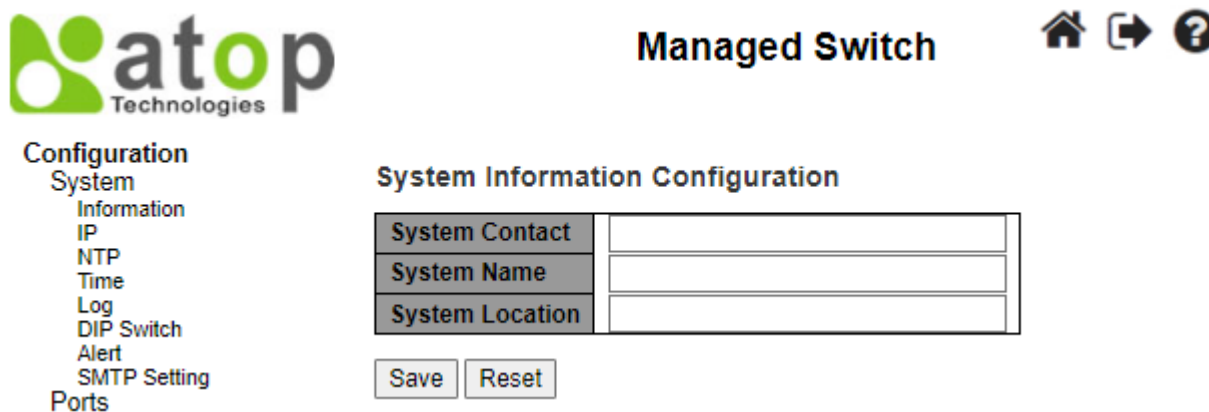 atop
Technologies
Managed Switch
Configuration
System
Information
IP
NTP
Time
Log
DIP Switch
Alert
SMTP Setting
Ports
System Information Configuration
System Contact
System Name
System Location
Save Reset